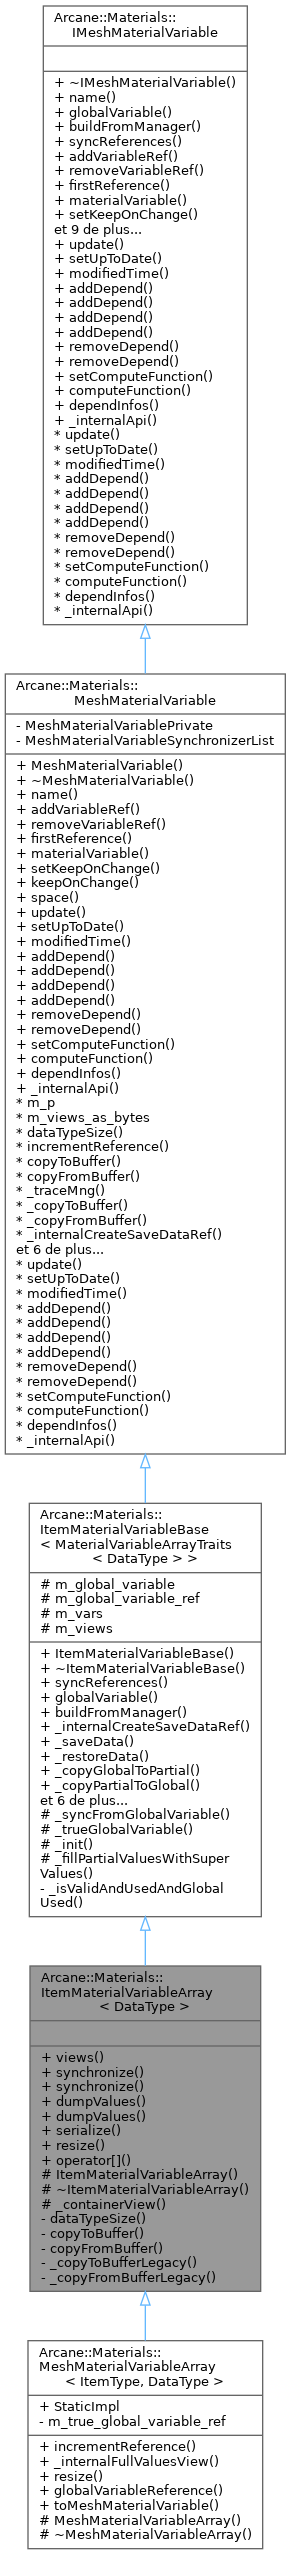 Arcane::Materials::
IMeshMaterialVariable
+ ~IMeshMaterialVariable()
+ name()
+ globalVariable()
+ buildFromManager()
+ syncReferences()
+ addVariableRef()
+ removeVariableRef()
+ firstReference()
+ materialVariable()
+ setKeepOnChange()
et 9 de plus...
+ update()
+ setUpToDate()
+ modifiedTime()
+ addDepend()
+ addDepend()
+ addDepend()
+ addDepend()
+ removeDepend()
+ removeDepend()
+ setComputeFunction()
+ computeFunction()
+ dependInfos()
+ _internalApi()
* update()
* setUpToDate()
* modifiedTime()
* addDepend()
* addDepend()
* addDepend()
* addDepend()
* removeDepend()
* removeDepend()
* setComputeFunction()
* computeFunction()
* dependInfos()
* _internalApi()
Arcane::Materials::
MeshMaterialVariable
- MeshMaterialVariablePrivate
- MeshMaterialVariableSynchronizerList
+ MeshMaterialVariable()
+ ~MeshMaterialVariable()
+ name()
+ addVariableRef()
+ removeVariableRef()
+ firstReference()
+ materialVariable()
+ setKeepOnChange()
+ keepOnChange()
+ space()
+ update()
+ setUpToDate()
+ modifiedTime()
+ addDepend()
+ addDepend()
+ addDepend()
+ addDepend()
+ removeDepend()
+ removeDepend()
+ setComputeFunction()
+ computeFunction()
+ dependInfos()
+ _internalApi()
* m_p
* m_views_as_bytes
* dataTypeSize()
* incrementReference()
* copyToBuffer()
* copyFromBuffer()
* _traceMng()
* _copyToBuffer()
* _copyFromBuffer()
* _internalCreateSaveDataRef()
et 6 de plus...
* update()
* setUpToDate()
* modifiedTime()
* addDepend()
* addDepend()
* addDepend()
* addDepend()
* removeDepend()
* removeDepend()
* setComputeFunction()
* computeFunction()
* dependInfos()
* _internalApi()
Arcane::Materials::
ItemMaterialVariableBase
< MaterialVariableArrayTraits
< DataType > >
# m_global_variable
# m_global_variable_ref
# m_vars
# m_views
+ ItemMaterialVariableBase()
+ ~ItemMaterialVariableBase()
+ syncReferences()
+ globalVariable()
+ buildFromManager()
+ _internalCreateSaveDataRef()
+ _saveData()
+ _restoreData()
+ _copyGlobalToPartial()
+ _copyPartialToGlobal()
et 6 de plus...
# _syncFromGlobalVariable()
# _trueGlobalVariable()
# _init()
# _fillPartialValuesWithSuper
Values()
- _isValidAndUsedAndGlobal
Used()
Arcane::Materials::
ItemMaterialVariableArray
< DataType >
+ views()
+ synchronize()
+ synchronize()
+ dumpValues()
+ dumpValues()
+ serialize()
+ resize()
+ operator[]()
# ItemMaterialVariableArray()
# ~ItemMaterialVariableArray()
# _containerView()
- dataTypeSize()
- copyToBuffer()
- copyFromBuffer()
- _copyToBufferLegacy()
- _copyFromBufferLegacy()
Arcane::Materials::
MeshMaterialVariableArray
< ItemType, DataType >
+ StaticImpl
- m_true_global_variable_ref
+ incrementReference()
+ _internalFullValuesView()
+ resize()
+ globalVariableReference()
+ toMeshMaterialVariable()
# MeshMaterialVariableArray()
# ~MeshMaterialVariableArray()